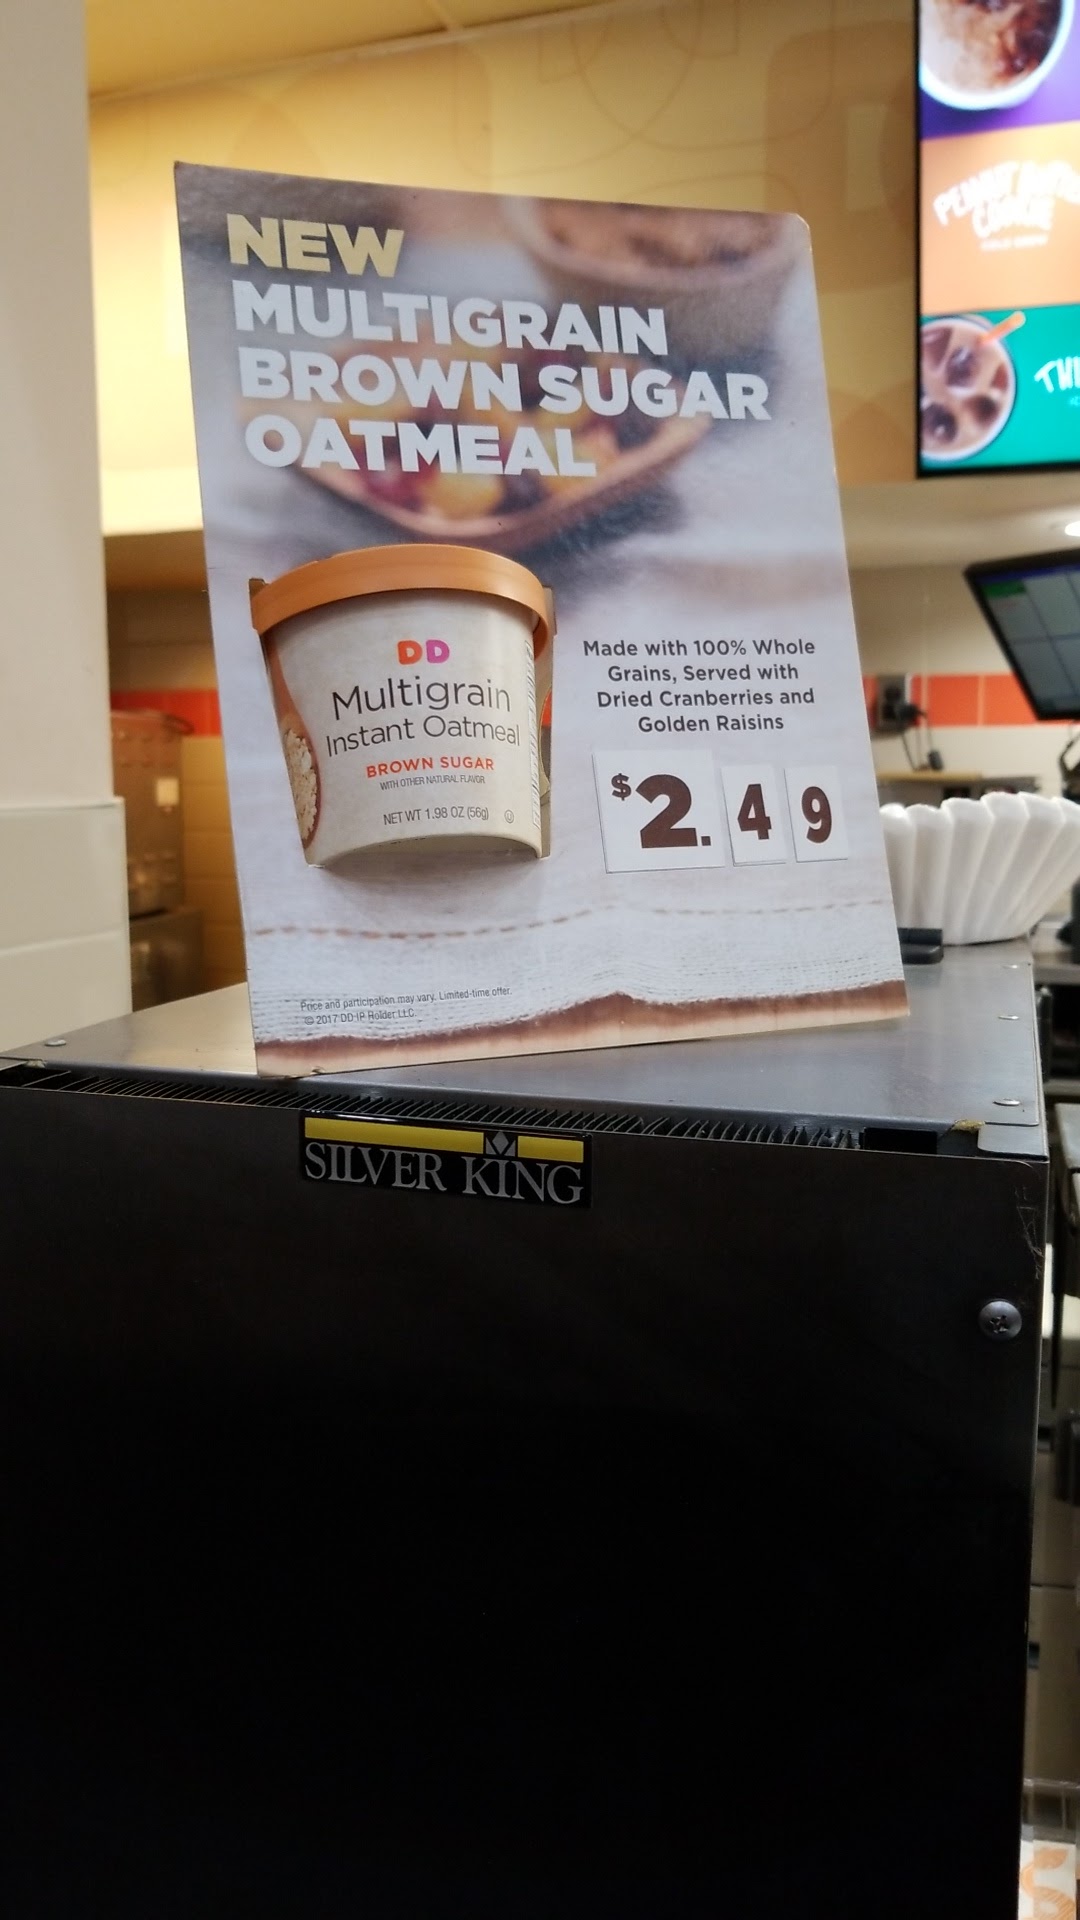 NEW
MULTIGRAIN
BROWN SUGAR
OATMEAL
DD
Multigrain
Instant Oatmeal
BROWN SUGAR
WITH OTHER NATURAL FLAVOR
NET WT 1.98 OZ (56g)
Made with 100% Whole
Grains, Served with
Dried Cranberries and
Golden Raisins
$2.49
Price and participation may vary. Limited-time offer.
© 2017 DD IP Holder LLC.
SILVER KING
PEANUT
COOKIE